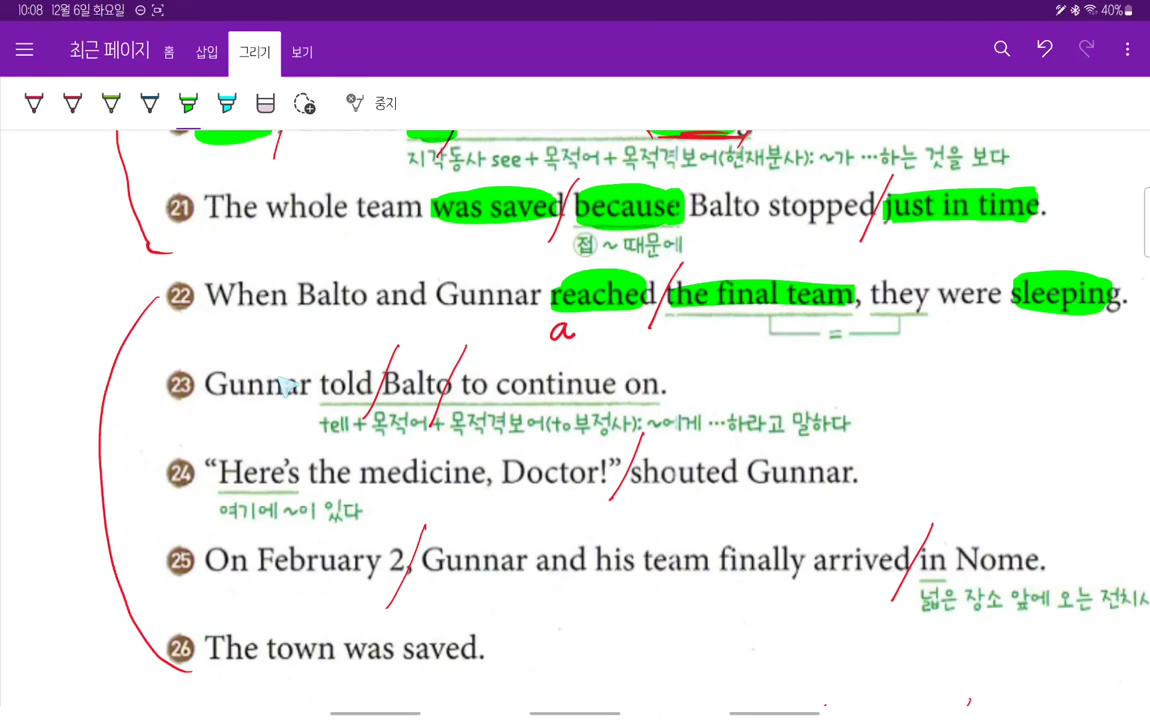 10:08 12월 6일 화요일 40%
최근 페이지 홈 삽입 그리기 보기
중지
지각동사 see + 목적어 + 목적격보어(현재분사): ~가 …하는 것을 보다
21 The whole team was saved because Balto stopped just in time.
접 ~ 때문에
22 When Balto and Gunnar reached the final team, they were sleeping.
=
a
23 Gunnar told Balto to continue on.
tell + 목적어 + 목적격보어(to부정사): ~에게 …하라고 말하다
24 “Here’s the medicine, Doctor!” shouted Gunnar.
여기에 ~이 있다
25 On February 2, Gunnar and his team finally arrived in Nome.
넓은 장소 앞에 오는 전치사
26 The town was saved.